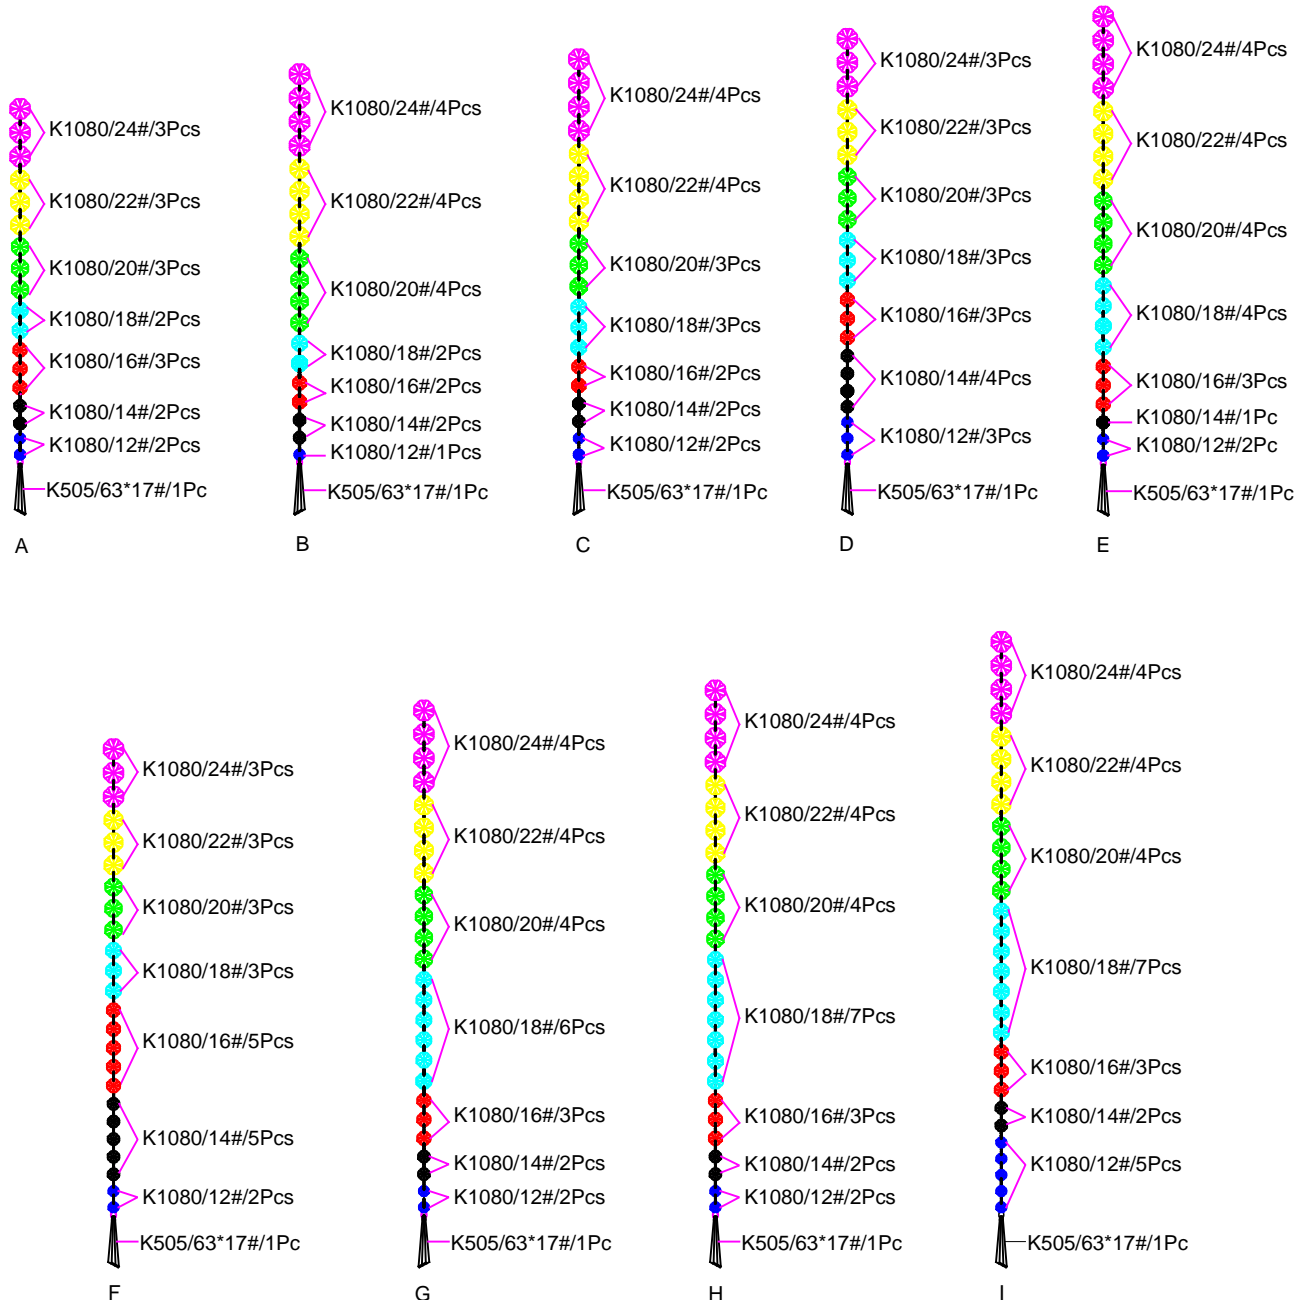 K1080/24#/3Pcs
K1080/22#/3Pcs
K1080/20#/3Pcs
K1080/18#/2Pcs
K1080/16#/3Pcs
K1080/14#/2Pcs
K1080/12#/2Pcs
K505/63*17#/1Pc
A
K1080/24#/4Pcs
K1080/22#/4Pcs
K1080/20#/4Pcs
K1080/18#/2Pcs
K1080/16#/2Pcs
K1080/14#/2Pcs
K1080/12#/1Pcs
K505/63*17#/1Pc
B
K1080/24#/4Pcs
K1080/22#/4Pcs
K1080/20#/3Pcs
K1080/18#/3Pcs
K1080/16#/2Pcs
K1080/14#/2Pcs
K1080/12#/2Pcs
K505/63*17#/1Pc
C
K1080/24#/3Pcs
K1080/22#/3Pcs
K1080/20#/3Pcs
K1080/18#/3Pcs
K1080/16#/3Pcs
K1080/14#/4Pcs
K1080/12#/3Pcs
K505/63*17#/1Pc
D
K1080/24#/4Pcs
K1080/22#/4Pcs
K1080/20#/4Pcs
K1080/18#/4Pcs
K1080/16#/3Pcs
K1080/14#/1Pc
K1080/12#/2Pc
K505/63*17#/1Pc
E
K1080/24#/3Pcs
K1080/22#/3Pcs
K1080/20#/3Pcs
K1080/18#/3Pcs
K1080/16#/5Pcs
K1080/14#/5Pcs
K1080/12#/2Pcs
K505/63*17#/1Pc
F
K1080/24#/4Pcs
K1080/22#/4Pcs
K1080/20#/4Pcs
K1080/18#/6Pcs
K1080/16#/3Pcs
K1080/14#/2Pcs
K1080/12#/2Pcs
K505/63*17#/1Pc
G
K1080/24#/4Pcs
K1080/22#/4Pcs
K1080/20#/4Pcs
K1080/18#/7Pcs
K1080/16#/3Pcs
K1080/14#/2Pcs
K1080/12#/2Pcs
K505/63*17#/1Pc
H
K1080/24#/4Pcs
K1080/22#/4Pcs
K1080/20#/4Pcs
K1080/18#/7Pcs
K1080/16#/3Pcs
K1080/14#/2Pcs
K1080/12#/5Pcs
K505/63*17#/1Pc
I